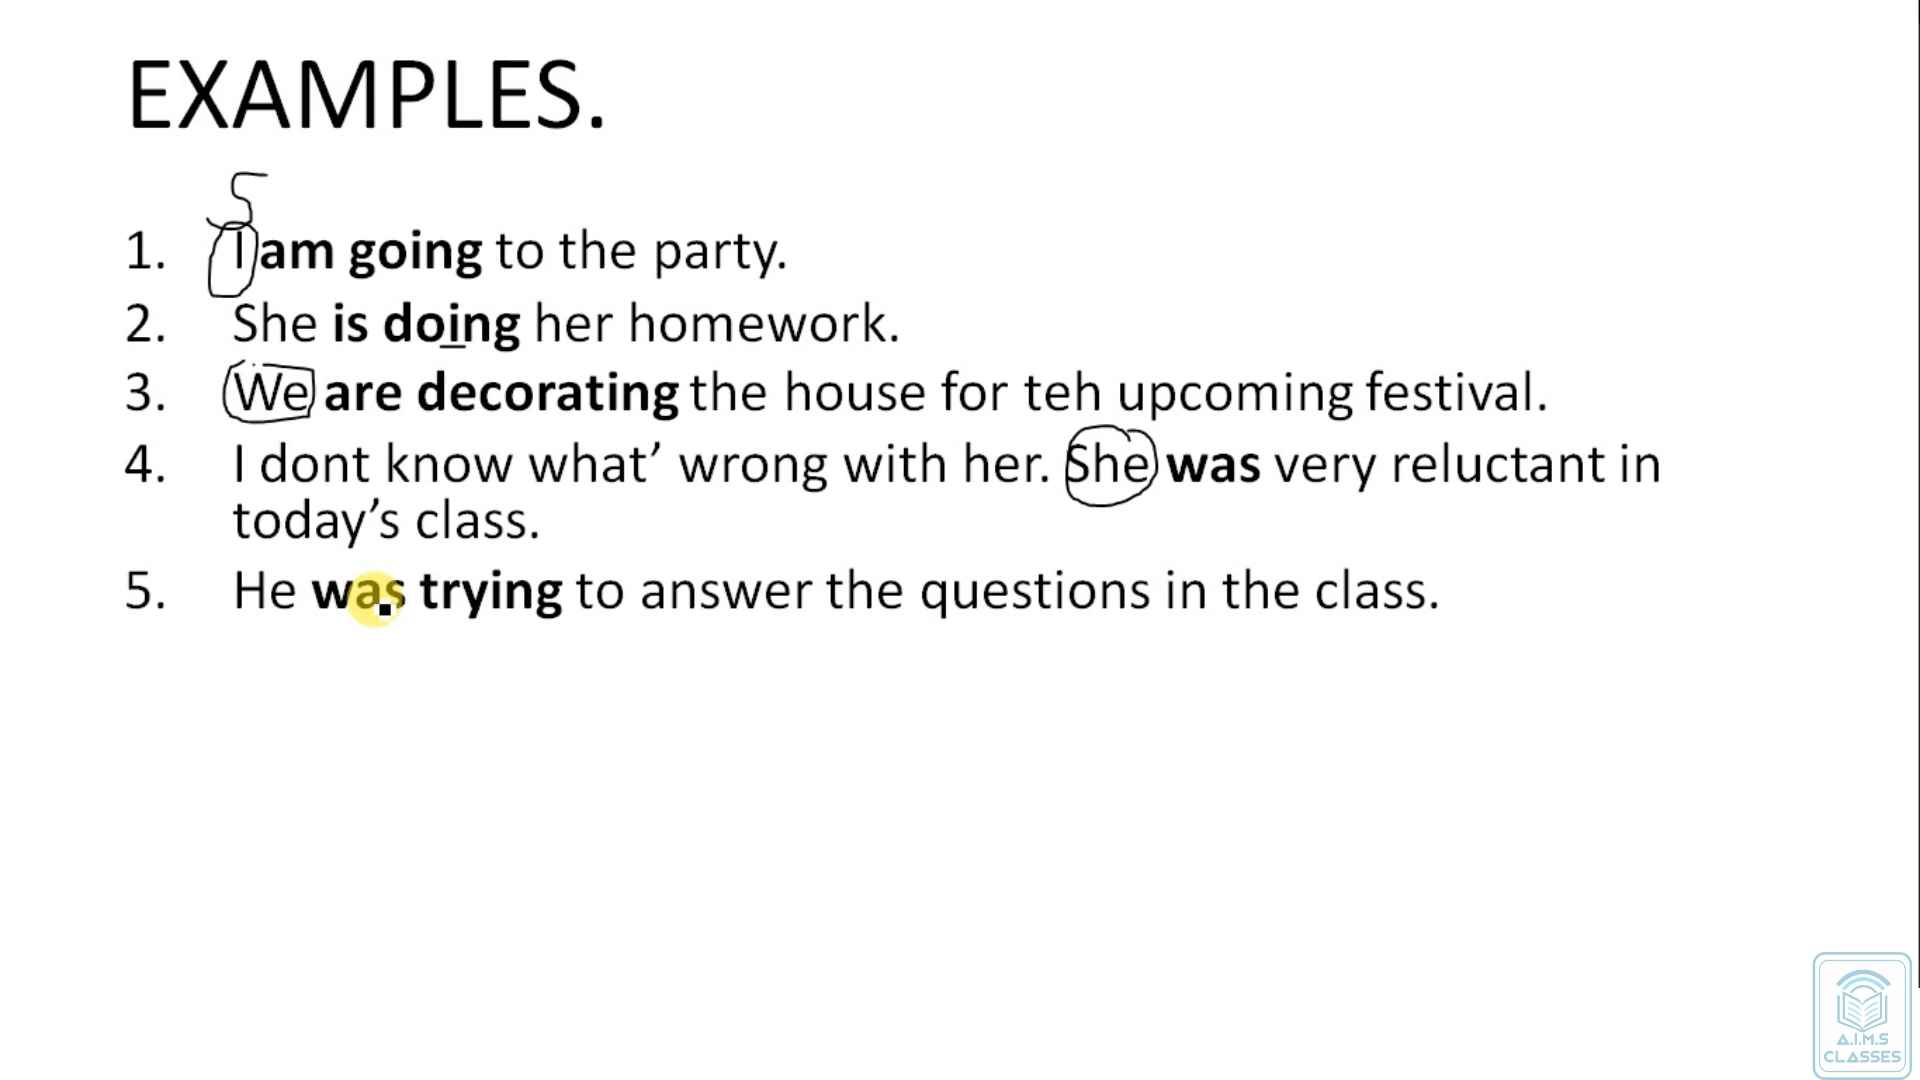 EXAMPLES.
S
1. I am going to the party.
2. She is doing her homework.
3. We are decorating the house for teh upcoming festival.
4. I dont know what’ wrong with her. She was very reluctant in
today’s class.
5. He was trying to answer the questions in the class.
A.I.M.S
CLASSES